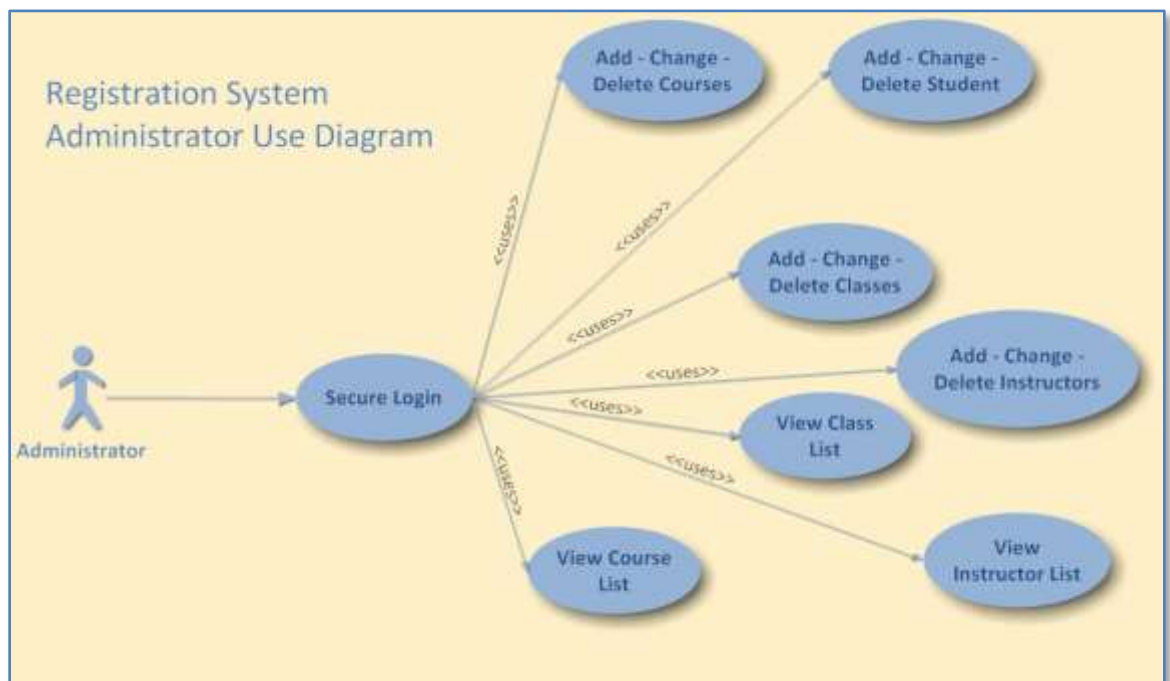 Registration System
Administrator Use Diagram
Add - Change -
Delete Courses
Add - Change -
Delete Student
<<uses>>
<<uses>>
Add - Change -
Delete Classes
<<uses>>
Add - Change -
Delete Instructors
<<uses>>
Secure Login
<<uses>>
View Class
List
Administrator
<<uses>>
<<uses>>
View Course
List
View
Instructor List